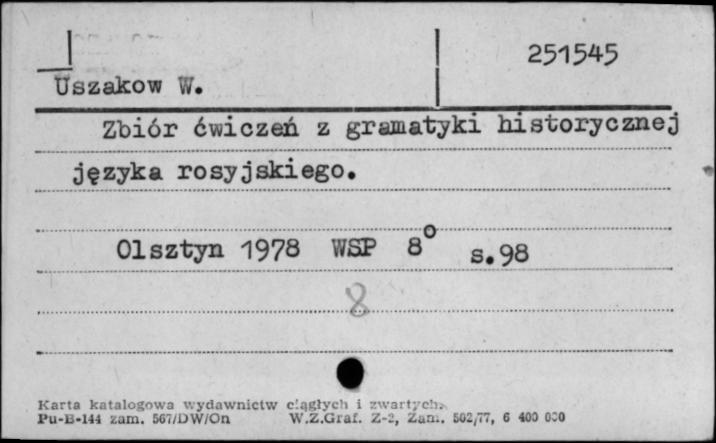 251545
Uszakow W.
Zbiór ćwiczeń z gramatyki historycznej
języka rosyjskiego.
Olsztyn 1978 WSP 8° s.98
8
Karta katalogowa wydawnictw ciągłych i zwartych.
Pu-B-144 zam. 567/DW/On W.Z.Graf. Z-2, Zam. 502/77, 6 400 000